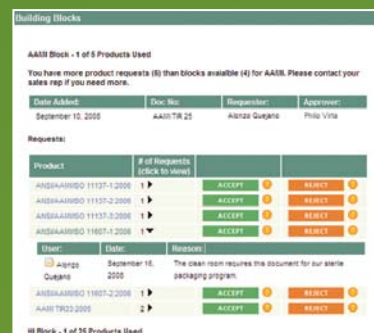 Building Blocks
AAMI Block - 1 of 5 Products Used
You have more product requests (6) than blocks avaialble (4) for AAMI. Please contact your
sales rep if you need more.
Date Added: Doc No: Requester: Approver:
September 10, 2005 AAMI TIR 25 Alonzo Quejano Philip Virta
Requests:
Product # of Requests
(click to view)
ANSI/AAMI/ISO 11137-1:2006 1 ACCEPT ? REJECT ?
ANSI/AAMI/ISO 11137-2:2006 1 ACCEPT ? REJECT ?
ANSI/AAMI/ISO 11137-3:2006 1 ACCEPT ? REJECT ?
ANSI/AAMI/ISO 11607-1:2006 1 ACCEPT ? REJECT ?
User: Date: Reason:
Alonzo September 16, The clean room requires this document for our sterile
Quejano 2005 packaging program.
ANSI/AAMI/ISO 11607-2:2006 1 ACCEPT ? REJECT ?
AAMI TIR33:2005 2 ACCEPT ? REJECT ?
HI Block - 1 of 25 Products Used